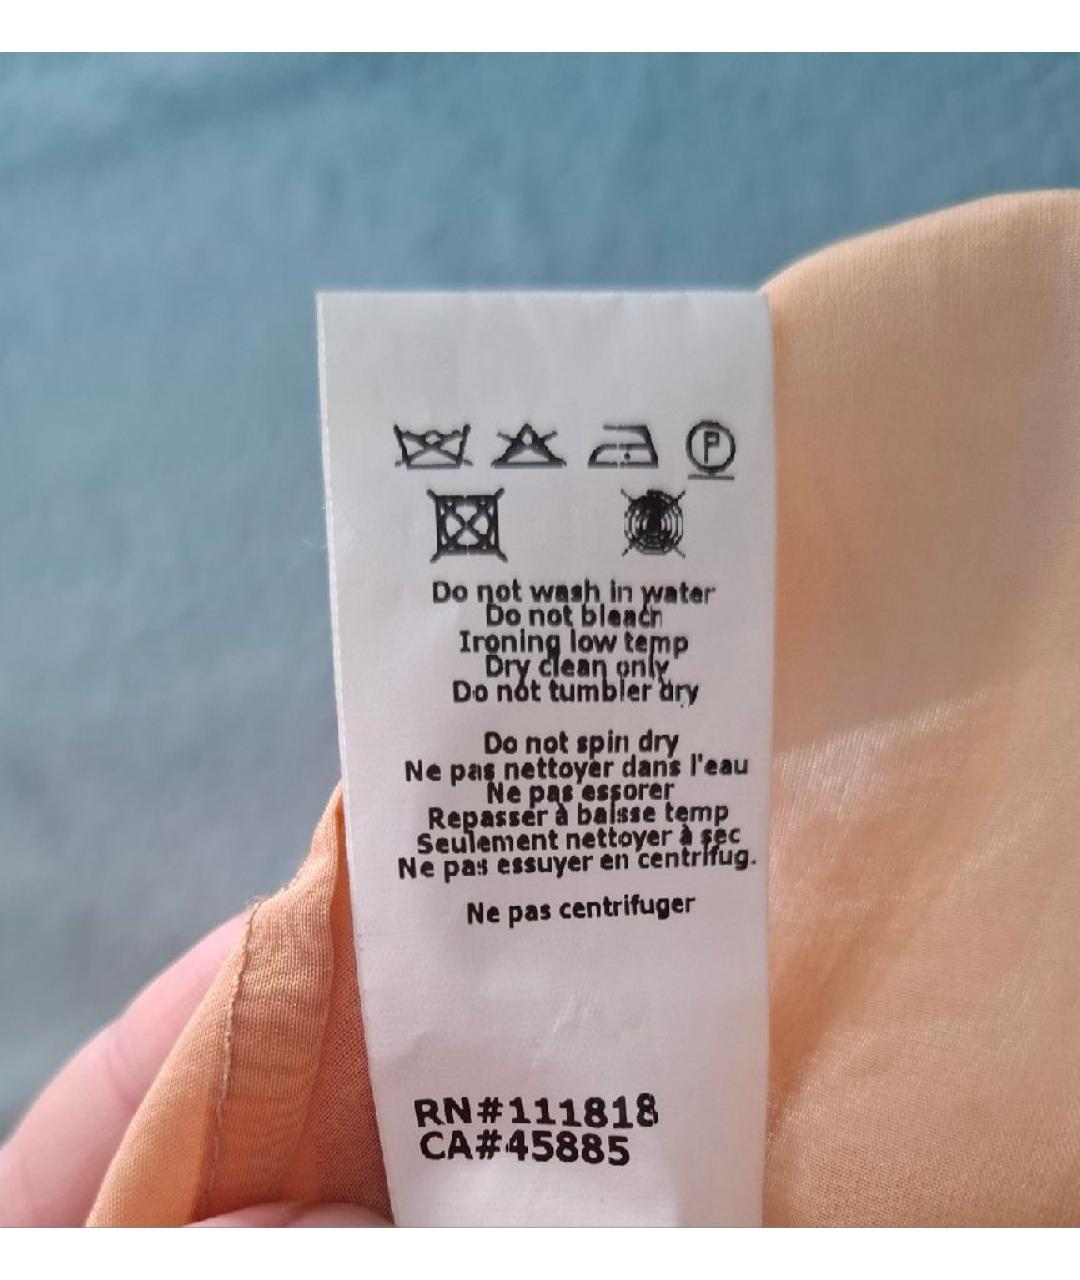 P
Do not wash in water
Do not bleach
Ironing low temp
Dry clean only
Do not tumbler dry
Do not spin dry
Ne pas nettoyer dans l'eau
Ne pas essorer
Repasser à baisse temp
Seulement nettoyer à sec
Ne pas essuyer en centrifug.
Ne pas centrifuger
RN#111818
CA#45885